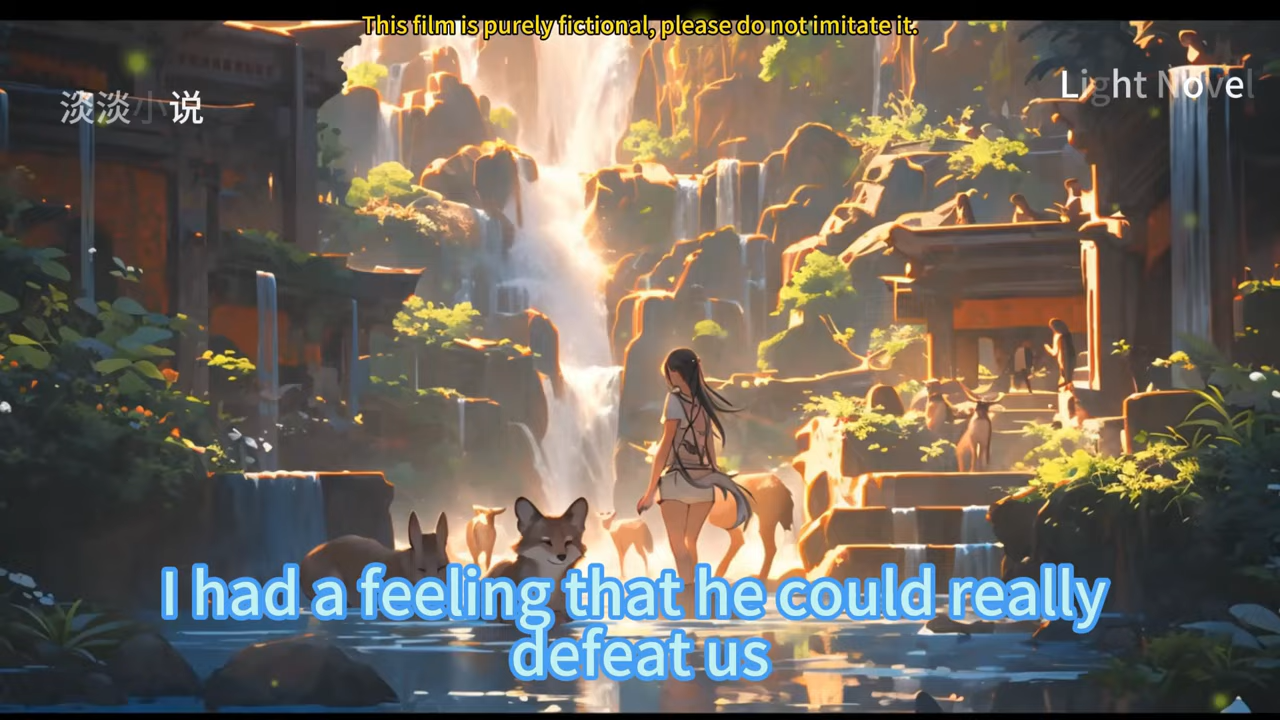 This film is purely fictional, please do not imitate it.
淡淡小说
Light Novel
I had a feeling that he could really
defeat us